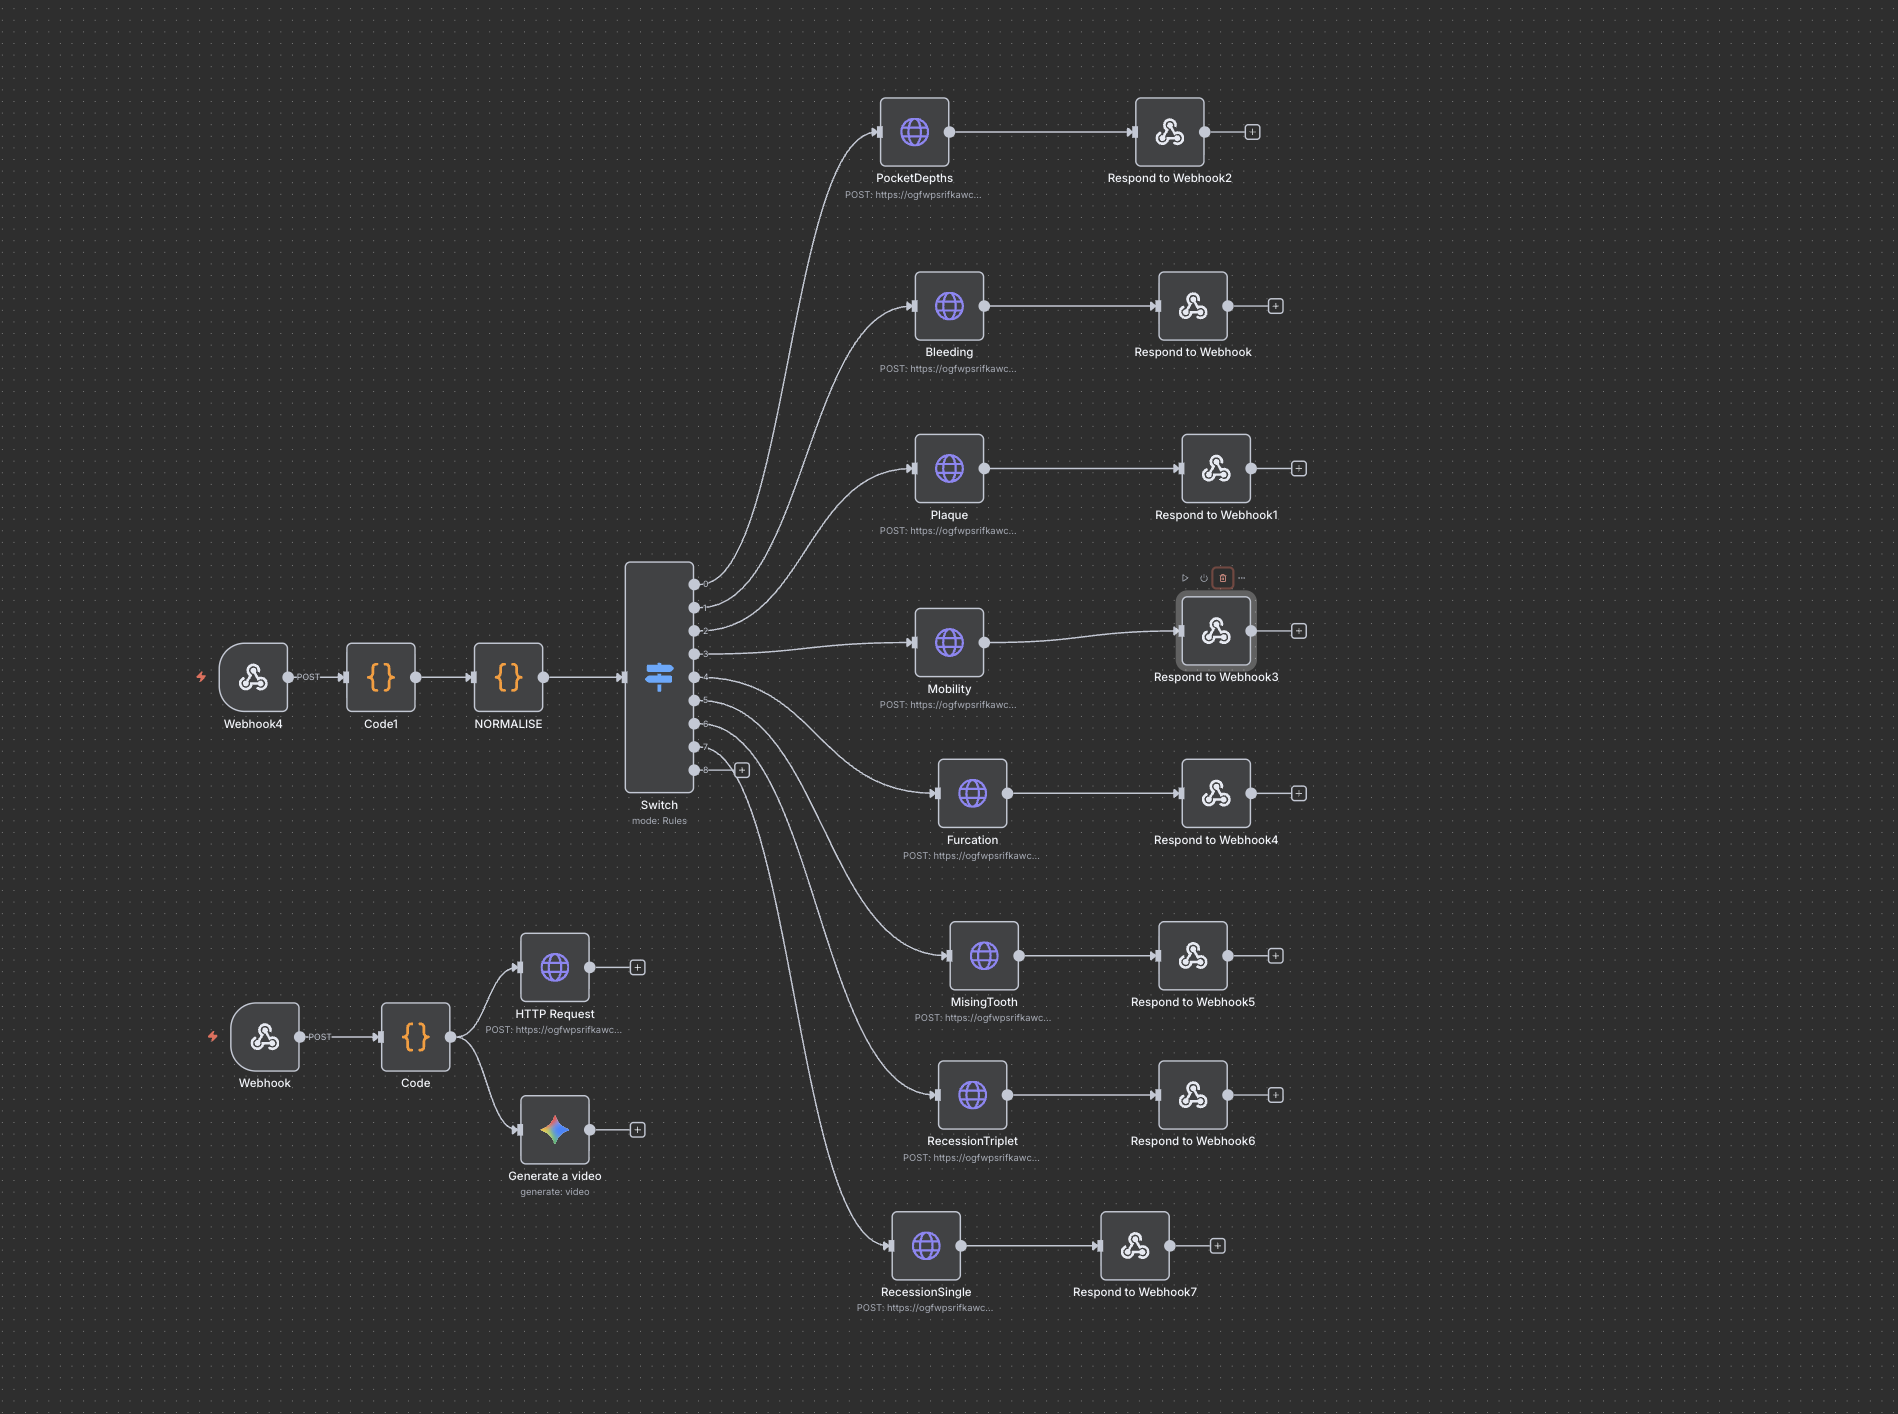 PocketDepths
POST: https://ogfwpsrifkawc...
Respond to Webhook2
Bleeding
POST: https://ogfwpsrifkawc...
Respond to Webhook
Plaque
POST: https://ogfwpsrifkawc...
Respond to Webhook1
Mobility
POST: https://ogfwpsrifkawc...
Respond to Webhook3
Webhook4
POST
Code1
NORMALISE
Switch
mode: Rules
0
1
2
3
4
5
6
7
8
Furcation
POST: https://ogfwpsrifkawc...
Respond to Webhook4
MisingTooth
POST: https://ogfwpsrifkawc...
Respond to Webhook5
RecessionTriplet
POST: https://ogfwpsrifkawc...
Respond to Webhook6
RecessionSingle
POST: https://ogfwpsrifkawc...
Respond to Webhook7
Webhook
POST
Code
HTTP Request
POST: https://ogfwpsrifkawc...
Generate a video
generate: video